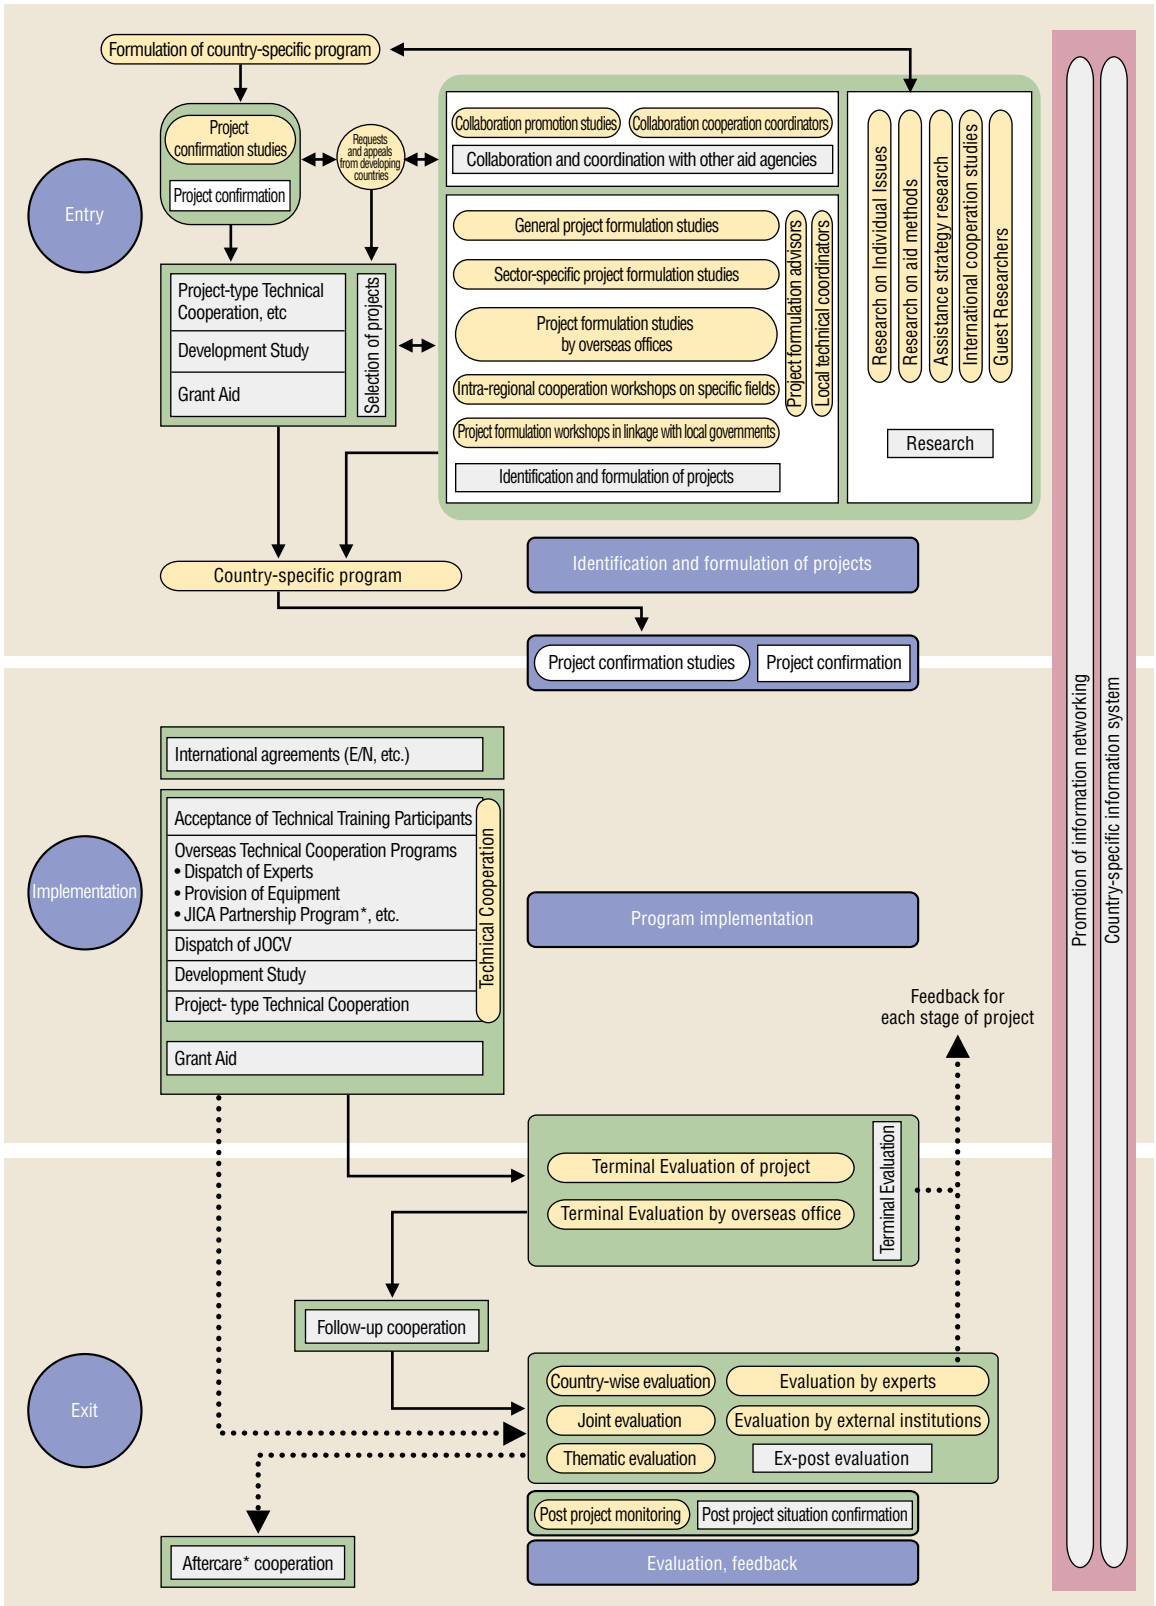 Formulation of country-specific program
Project
confirmation studies
Project confirmation
Requests
and appeals
from developing
countries
Collaboration promotion studies
Collaboration cooperation coordinators
Collaboration and coordination with other aid agencies
Entry
General project formulation studies
Sector-specific project formulation studies
Project formulation studies
by overseas offices
Intra-regional cooperation workshops on specific fields
Project formulation workshops in linkage with local governments
Identification and formulation of projects
Project formulation advisors
Local technical coordinators
Research on Individual Issues
Research on aid methods
Assistance strategy research
International cooperation studies
Guest Researchers
Research
Project-type Technical
Cooperation, etc
Development Study
Grant Aid
Selection of projects
Country-specific program
Identification and formulation of projects
Project confirmation studies
Project confirmation
Promotion of information networking
Country-specific information system
International agreements (E/N, etc.)
Implementation
Acceptance of Technical Training Participants
Overseas Technical Cooperation Programs
• Dispatch of Experts
• Provision of Equipment
• JICA Partnership Program*, etc.
Dispatch of JOCV
Development Study
Project- type Technical Cooperation
Technical Cooperation
Grant Aid
Program implementation
Feedback for
each stage of project
Terminal Evaluation of project
Terminal Evaluation by overseas office
Terminal Evaluation
Follow-up cooperation
Exit
Country-wise evaluation
Evaluation by experts
Joint evaluation
Evaluation by external institutions
Thematic evaluation
Ex-post evaluation
Post project monitoring
Post project situation confirmation
Aftercare* cooperation
Evaluation, feedback